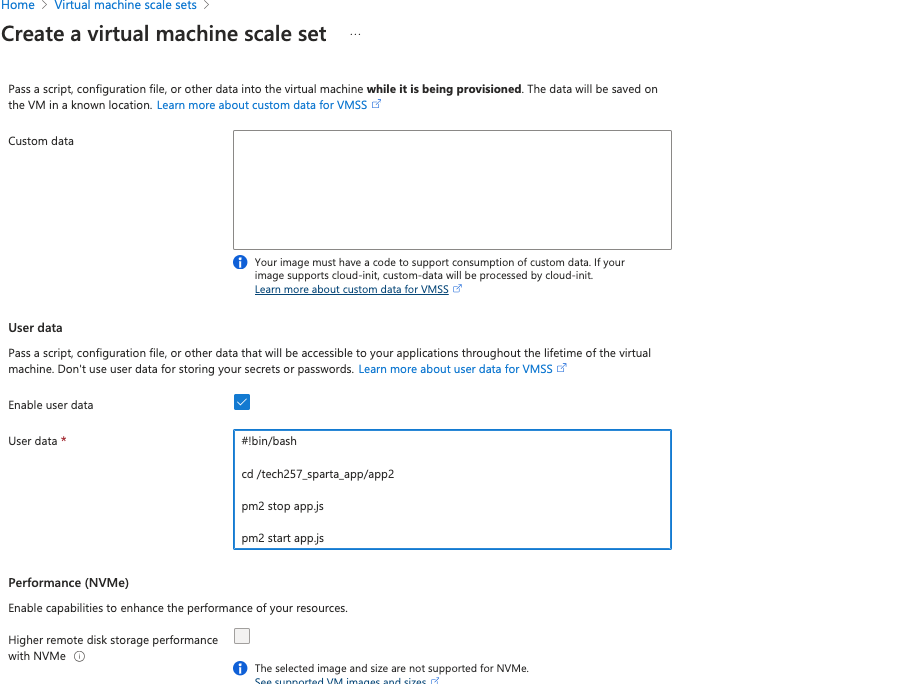 Home > Virtual machine scale sets >
Create a virtual machine scale set ...
Pass a script, configuration file, or other data into the virtual machine while it is being provisioned. The data will be saved on
the VM in a known location. Learn more about custom data for VMSS
Custom data
Your image must have a code to support consumption of custom data. If your
image supports cloud-init, custom-data will be processed by cloud-init.
Learn more about custom data for VMSS
User data
Pass a script, configuration file, or other data that will be accessible to your applications throughout the lifetime of the virtual
machine. Don't use user data for storing your secrets or passwords. Learn more about user data for VMSS
Enable user data
User data *
#!bin/bash
cd /tech257_sparta_app/app2
pm2 stop app.js
pm2 start app.js
Performance (NVMe)
Enable capabilities to enhance the performance of your resources.
Higher remote disk storage performance
with NVMe
The selected image and size are not supported for NVMe.
See supported VM images and sizes